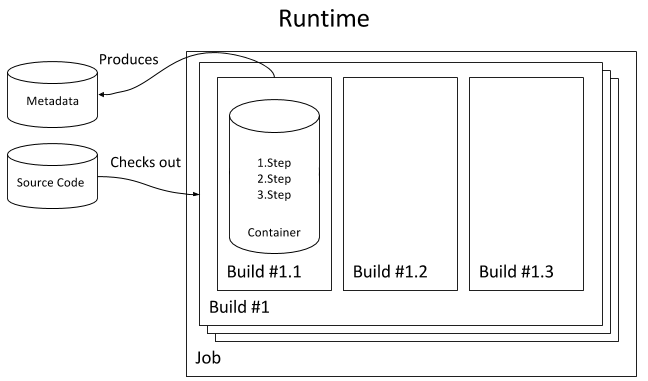 Runtime
Produces
Metadata
Checks out
Source Code
1.Step
2.Step
3.Step
Container
Build #1.1
Build #1.2
Build #1.3
Build #1
Job